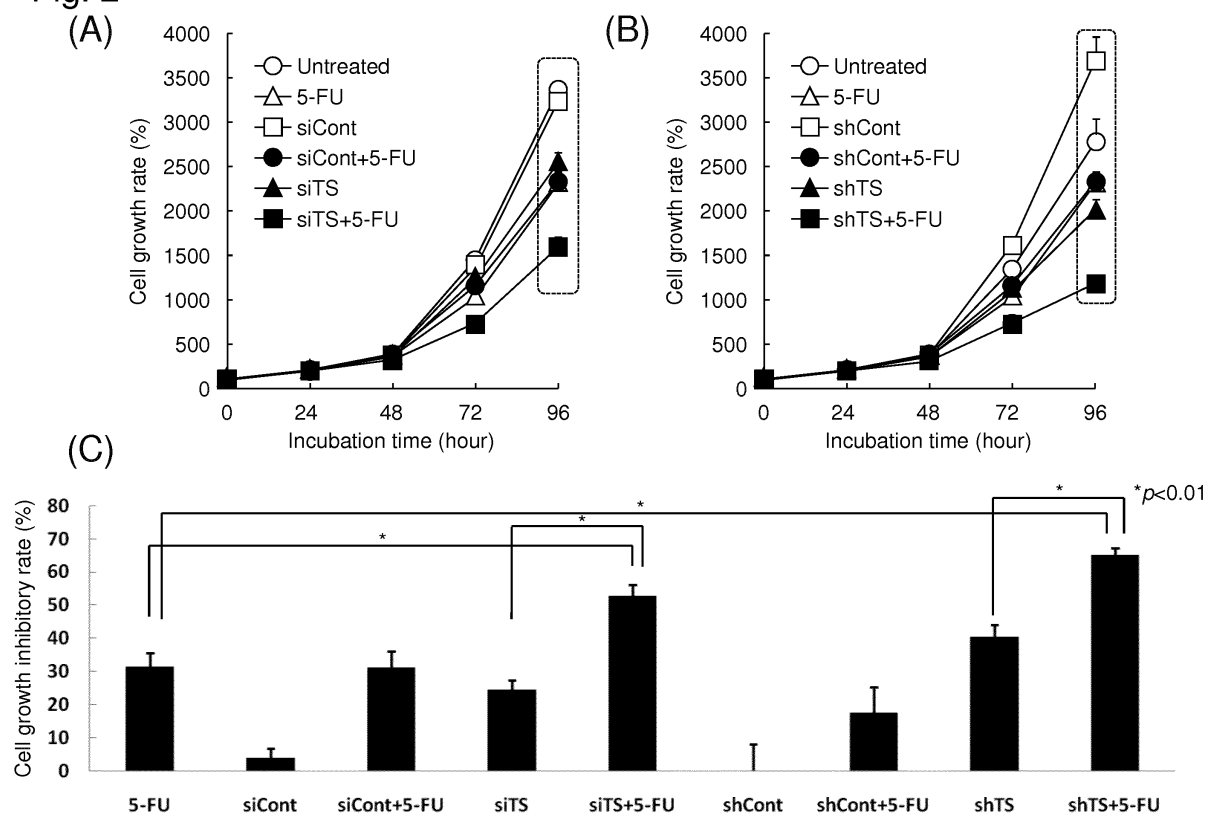 (A)
4000
3500
3000
2500
2000
1500
1000
500
0
Cell growth rate (%)
Untreated
5-FU
siCont
siCont+5-FU
siTS
siTS+5-FU
0 24 48 72 96
Incubation time (hour)
(B)
4000
3500
3000
2500
2000
1500
1000
500
0
Cell growth rate (%)
Untreated
5-FU
shCont
shCont+5-FU
shTS
shTS+5-FU
0 24 48 72 96
Incubation time (hour)
(C)
80
70
60
50
40
30
20
10
0
Cell growth inhibitory rate (%)
*
*
*
*
*p<0.01
5-FU siCont siCont+5-FU siTS siTS+5-FU shCont shCont+5-FU shTS shTS+5-FU